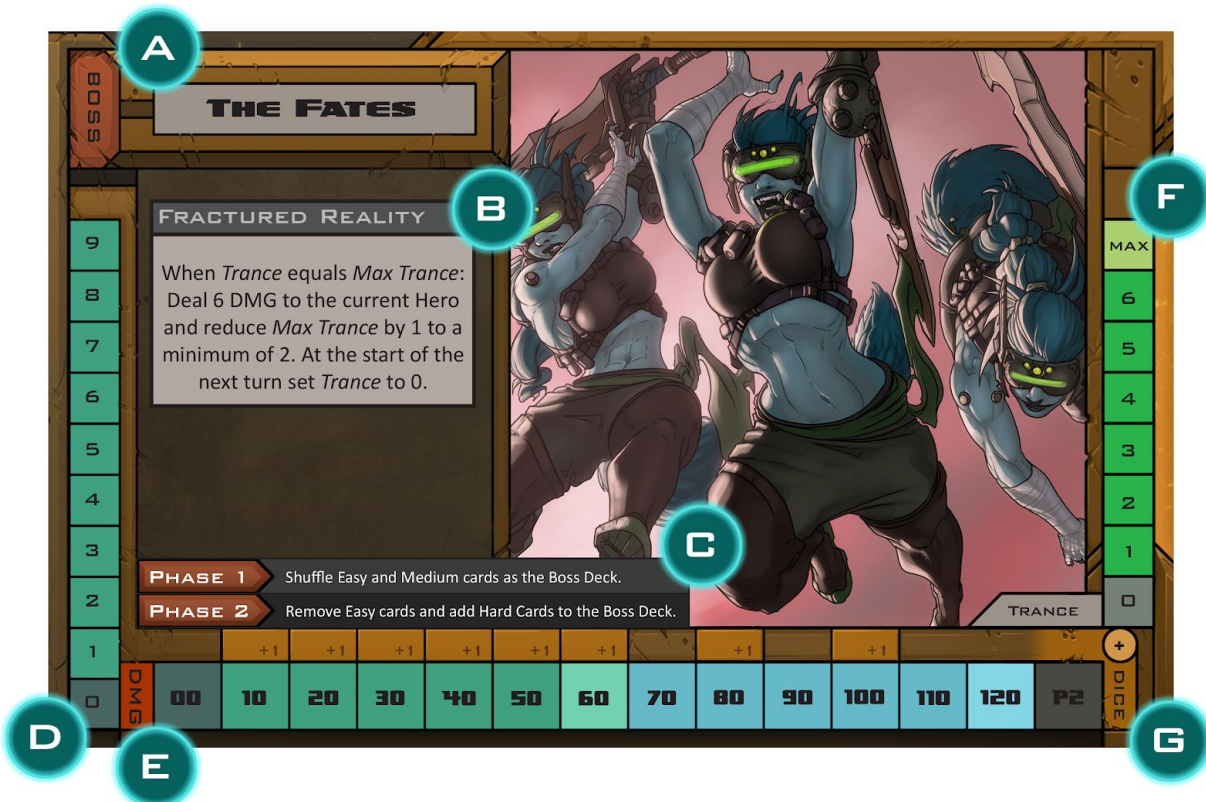 A
BOSS
THE FATES
B
FRACTURED REALITY
When Trance equals Max Trance:
Deal 6 DMG to the current Hero
and reduce Max Trance by 1 to a
minimum of 2. At the start of the
next turn set Trance to 0.
9
8
7
6
5
4
3
2
1
0
C
PHASE 1 Shuffle Easy and Medium cards as the Boss Deck.
PHASE 2 Remove Easy cards and add Hard Cards to the Boss Deck.
F
MAX
6
5
4
3
2
1
0
TRANCE
+1 +1 +1 +1 +1 +1 +1 +1 +
DMG 00 10 20 30 40 50 60 70 80 90 100 110 120 P2 DICE
D
E
G